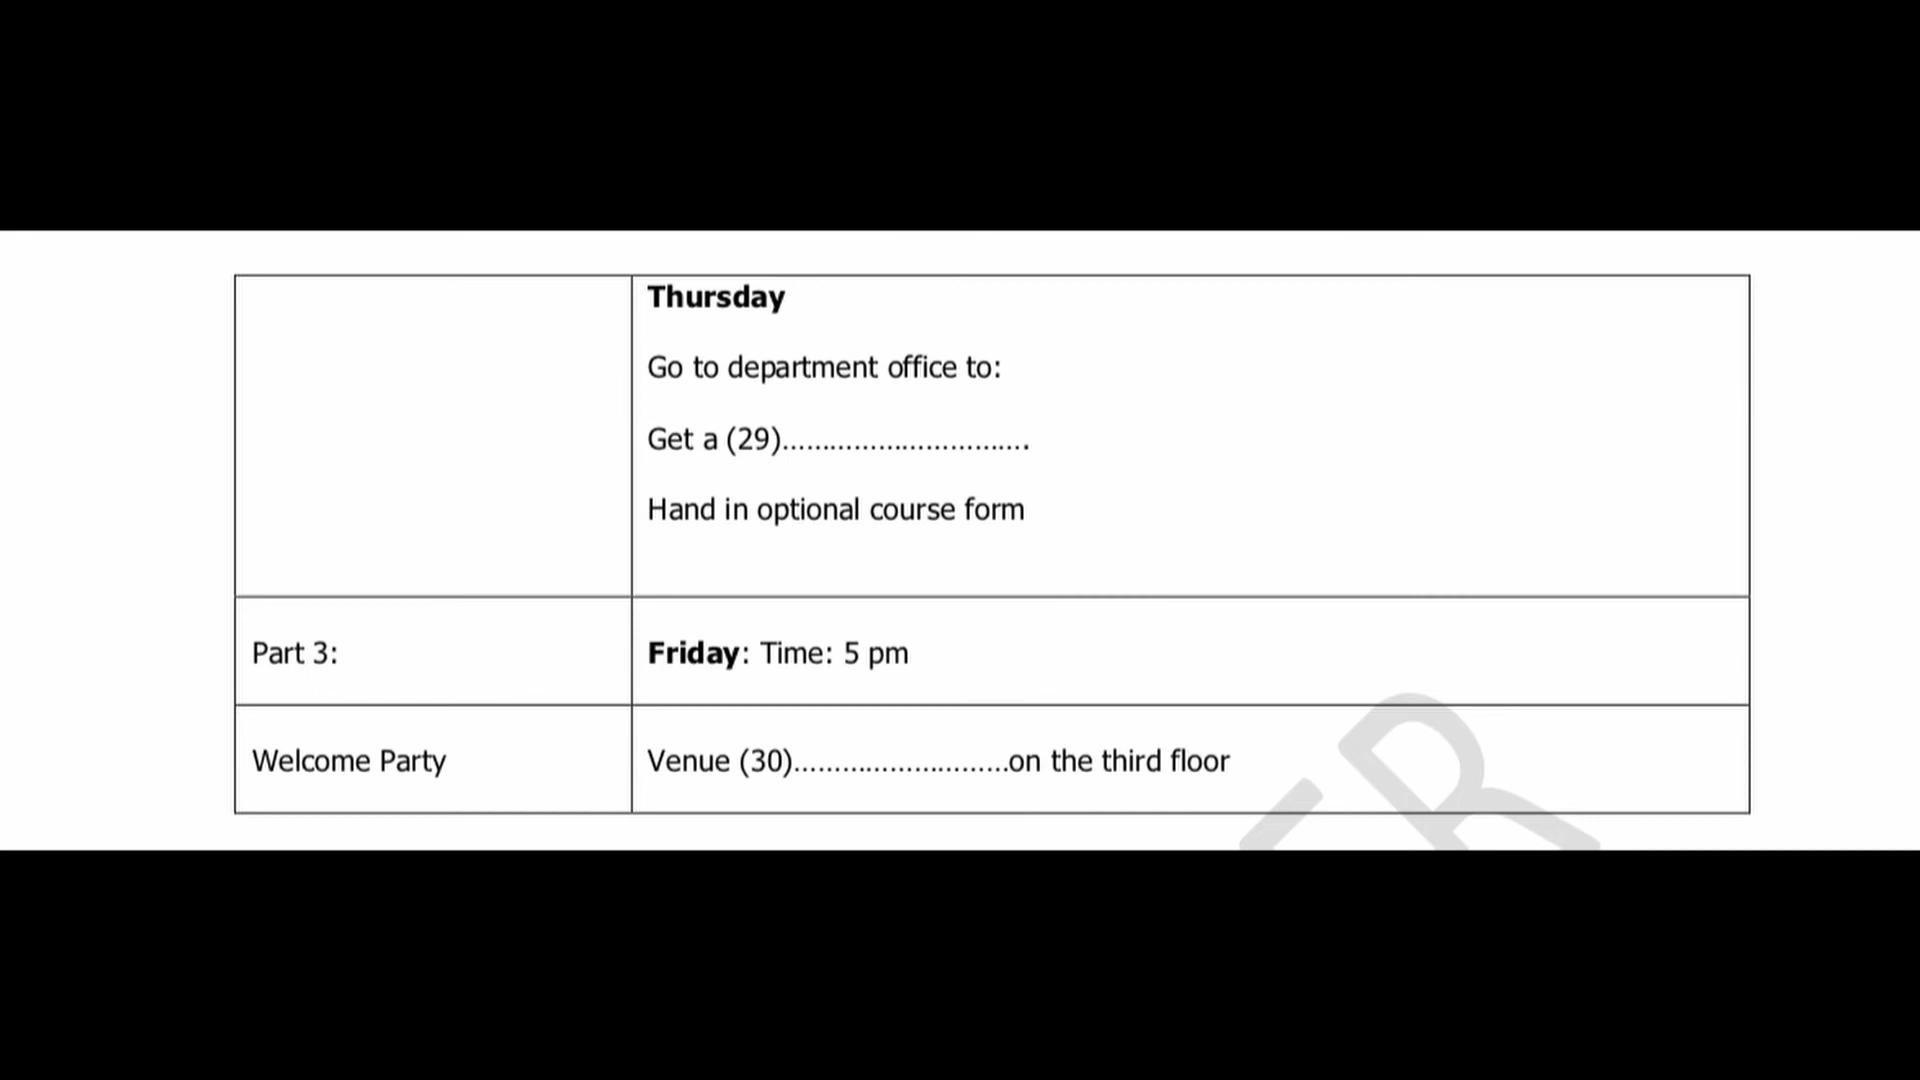 Thursday
Go to department office to:
Get a (29)...............................
Hand in optional course form
Part 3:
Friday: Time: 5 pm
Welcome Party
Venue (30)...........................on the third floor